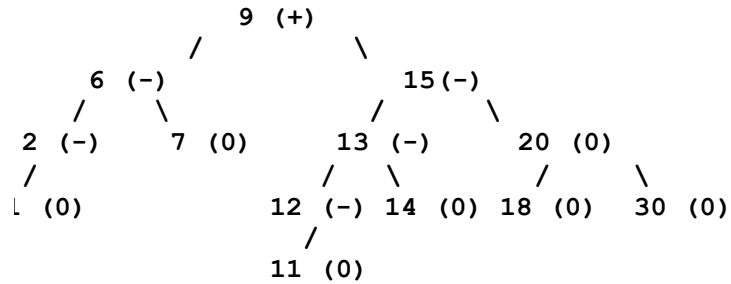 9 (+)
/ \
6 (-) 15(-)
/ \ / \
2 (-) 7 (0) 13 (-) 20 (0)
/ / \ / \
(0) 12 (-) 14 (0) 18 (0) 30 (0)
/
11 (0)